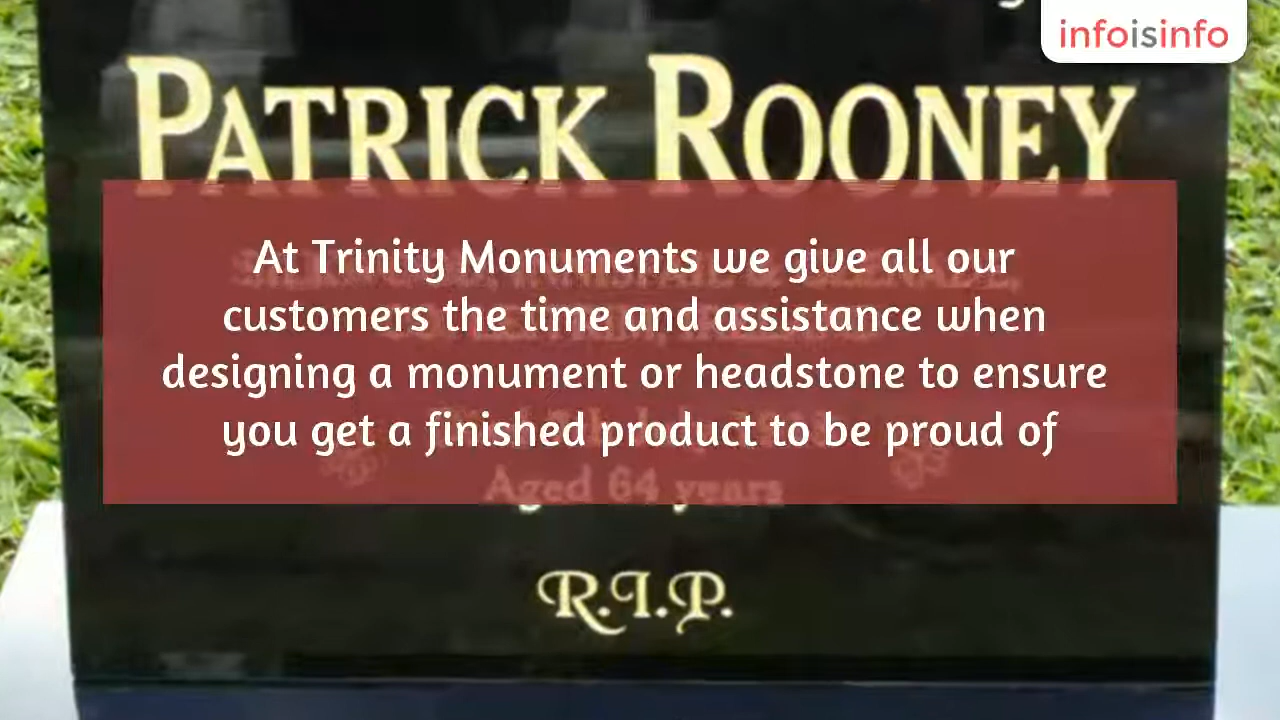 infoisinfo
PATRICK ROONEY
At Trinity Monuments we give all our
customers the time and assistance when
designing a monument or headstone to ensure
you get a finished product to be proud of
Aged 64 years
R.I.P.